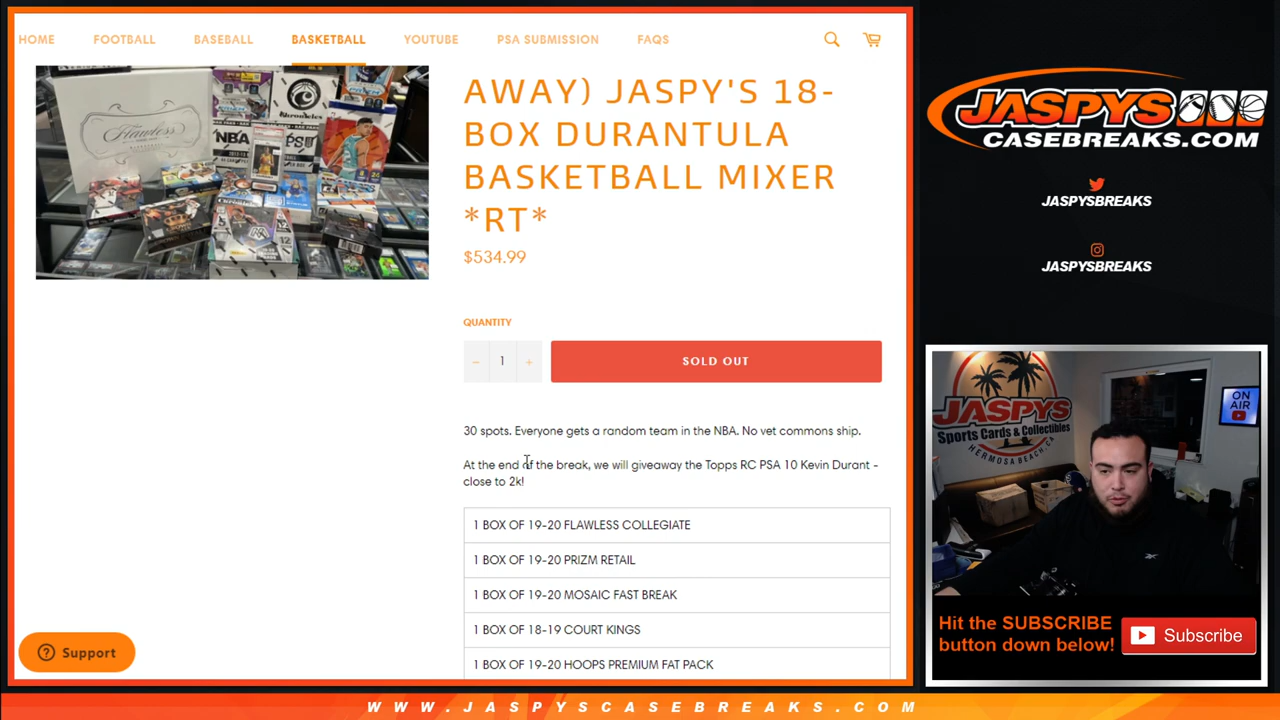 HOME FOOTBALL BASEBALL BASKETBALL YOUTUBE PSA SUBMISSION FAQS
AWAY) JASPY'S 18-
BOX DURANTULA
BASKETBALL MIXER
*RT*
$534.99
QUANTITY
− 1 +
SOLD OUT
30 spots. Everyone gets a random team in the NBA. No vet commons ship.
At the end of the break, we will giveaway the Topps RC PSA 10 Kevin Durant -
close to 2k!
1 BOX OF 19-20 FLAWLESS COLLEGIATE
1 BOX OF 19-20 PRIZM RETAIL
1 BOX OF 19-20 MOSAIC FAST BREAK
1 BOX OF 18-19 COURT KINGS
1 BOX OF 19-20 HOOPS PREMIUM FAT PACK
Support
Flawless
Chronicles
NBA
JASPYS
CASEBREAKS.COM
JASPYSBREAKS
JASPYSBREAKS
JASPYS
Sports Cards & Collectibles
HERMOSA BEACH, CA
ON
AIR
Hit the SUBSCRIBE
button down below!
Subscribe
WWW.JASPYSCASEBREAKS.COM